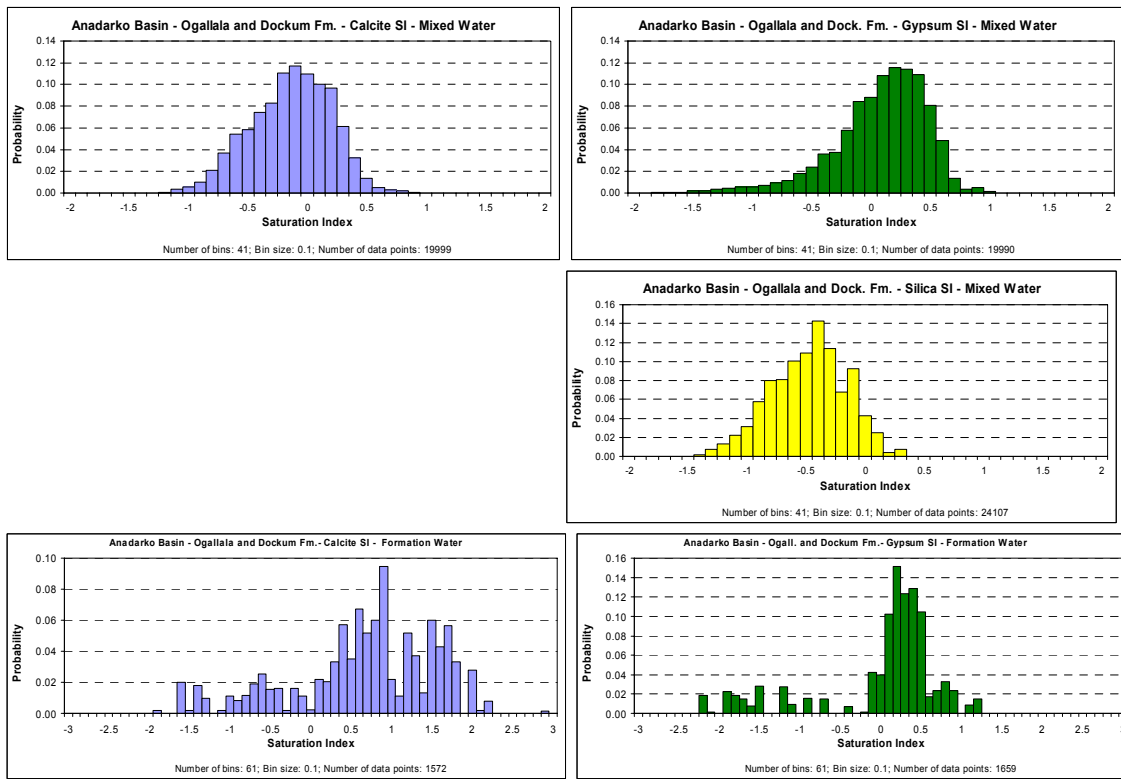 Anadarko Basin - Ogallala and Dockum Fm. - Calcite SI - Mixed Water
0.14
0.12
0.10
0.08
0.06
0.04
0.02
0.00
Probability
-2 -1.5 -1 -0.5 0 0.5 1 1.5 2
Saturation Index
Number of bins: 41; Bin size: 0.1; Number of data points: 19999
Anadarko Basin - Ogallala and Dock. Fm. - Gypsum SI - Mixed Water
0.14
0.12
0.10
0.08
0.06
0.04
0.02
0.00
Probability
-2 -1.5 -1 -0.5 0 0.5 1 1.5 2
Saturation Index
Number of bins: 41; Bin size: 0.1; Number of data points: 19990
Anadarko Basin - Ogallala and Dock. Fm. - Silica SI - Mixed Water
0.16
0.14
0.12
0.10
0.08
0.06
0.04
0.02
0.00
Probability
-2 -1.5 -1 -0.5 0 0.5 1 1.5 2
Saturation Index
Number of bins: 41; Bin size: 0.1; Number of data points: 24107
Anadarko Basin - Ogallala and Dockum Fm.- Calcite SI - Formation Water
0.10
0.08
0.06
0.04
0.02
0.00
Probability
-3 -2.5 -2 -1.5 -1 -0.5 0 0.5 1 1.5 2 2.5 3
Saturation Index
Number of bins: 61; Bin size: 0.1; Number of data points: 1572
Anadarko Basin - Ogall. and Dockum Fm.- Gypsum SI - Formation Water
0.16
0.14
0.12
0.10
0.08
0.06
0.04
0.02
0.00
Probability
-3 -2.5 -2 -1.5 -1 -0.5 0 0.5 1 1.5 2 2.5 3
Saturation Index
Number of bins: 61; Bin size: 0.1; Number of data points: 1659